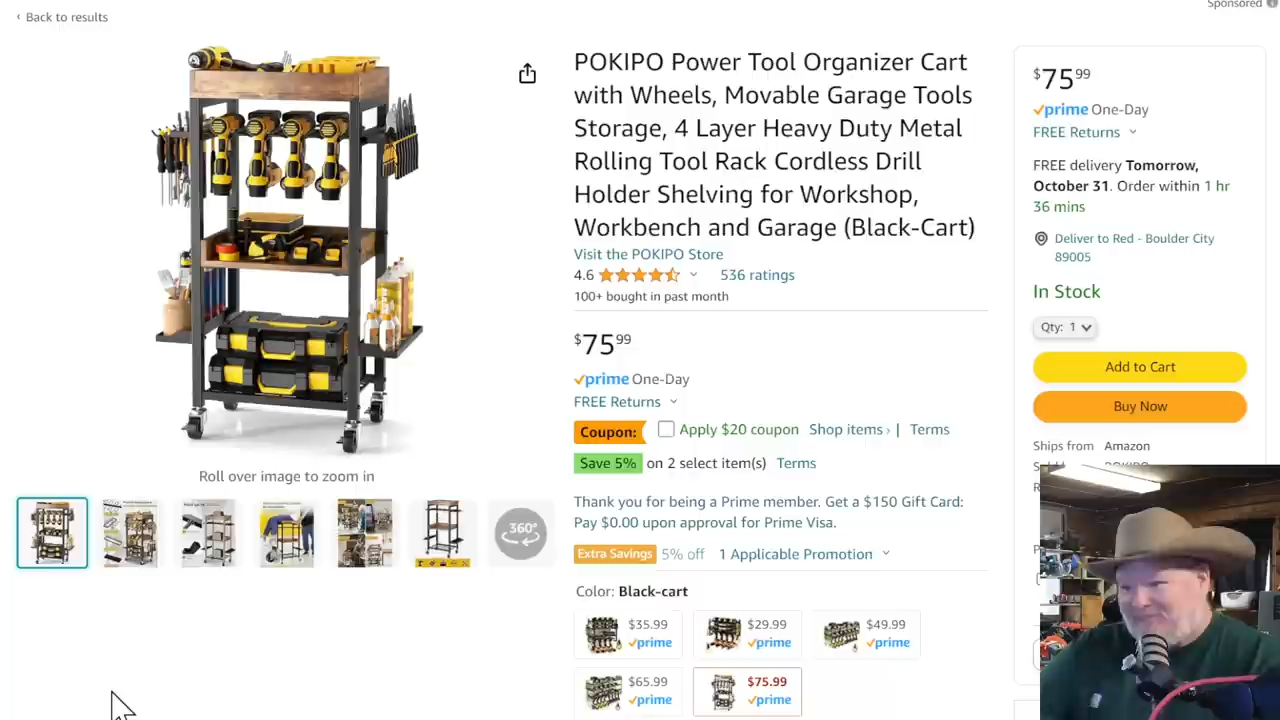 ‹ Back to results
Sponsored
POKIPO Power Tool Organizer Cart
with Wheels, Movable Garage Tools
Storage, 4 Layer Heavy Duty Metal
Rolling Tool Rack Cordless Drill
Holder Shelving for Workshop,
Workbench and Garage (Black-Cart)
Visit the POKIPO Store
4.6 536 ratings
100+ bought in past month
$75 99
prime One-Day
FREE Returns
Coupon: Apply $20 coupon Shop items › | Terms
Save 5% on 2 select item(s) Terms
Thank you for being a Prime member. Get a $150 Gift Card:
Pay $0.00 upon approval for Prime Visa.
Extra Savings 5% off 1 Applicable Promotion
Color: Black-cart
$35.99
prime
$29.99
prime
$49.99
prime
$65.99
prime
$75.99
prime
Roll over image to zoom in
360°
$75 99
prime One-Day
FREE Returns
FREE delivery Tomorrow,
October 31. Order within 1 hr
36 mins
Deliver to Red - Boulder City
89005
In Stock
Qty: 1
Add to Cart
Buy Now
Ships from Amazon